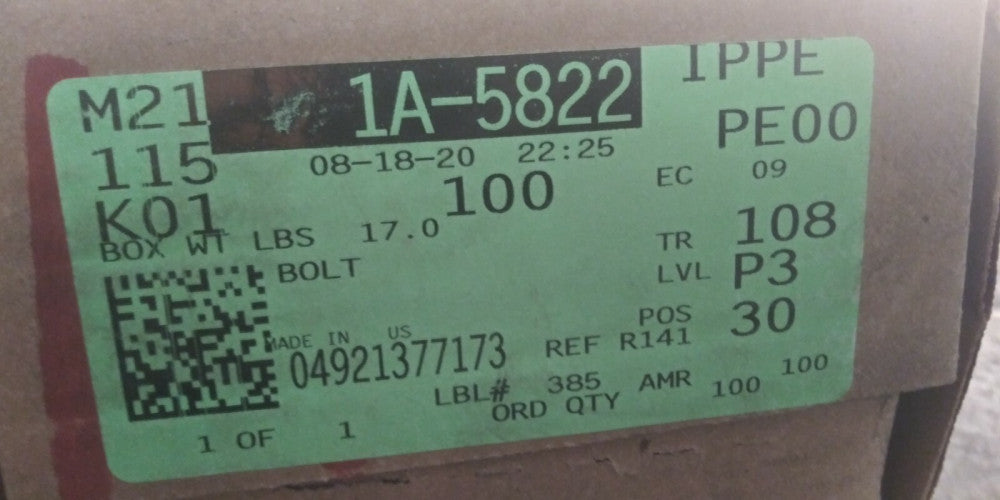 M21 1A-5822 IPPE
115 08-18-20 22:25 PE00
K01 100 EC 09
BOX WT LBS 17.0 TR 108
BOLT LVL P3
MADE IN US POS 30
04921377173 REF R141
LBL# 385 AMR 100 100
ORD QTY
1 OF 1